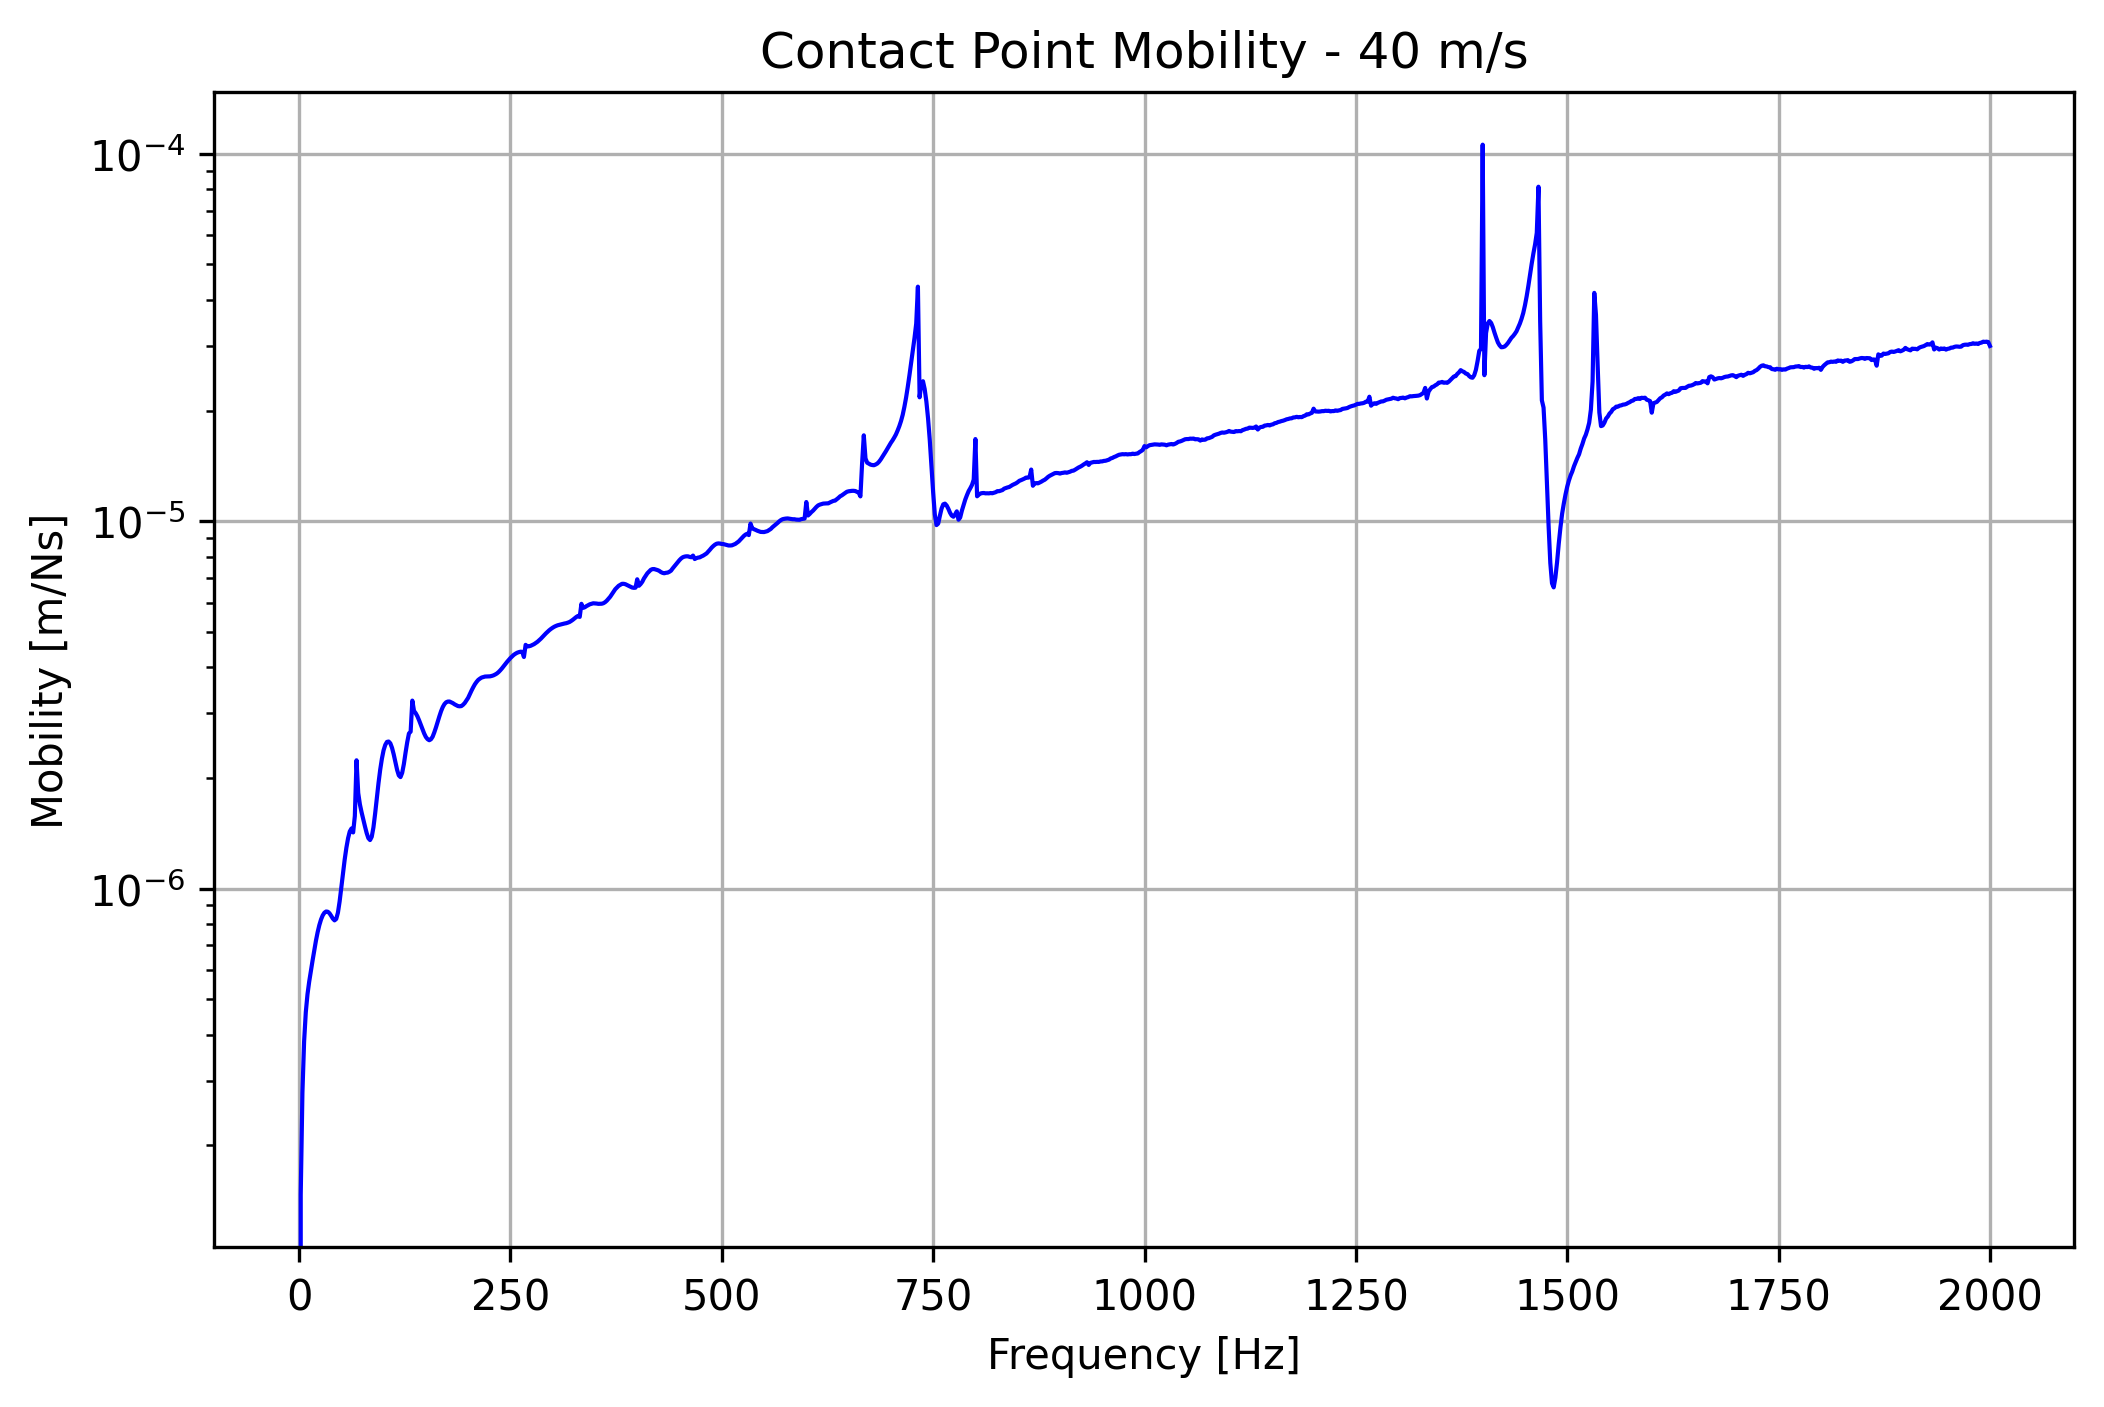 Contact Point Mobility - 40 m/s
Mobility [m/Ns]
10⁻⁴
10⁻⁵
10⁻⁶
0 250 500 750 1000 1250 1500 1750 2000
Frequency [Hz]